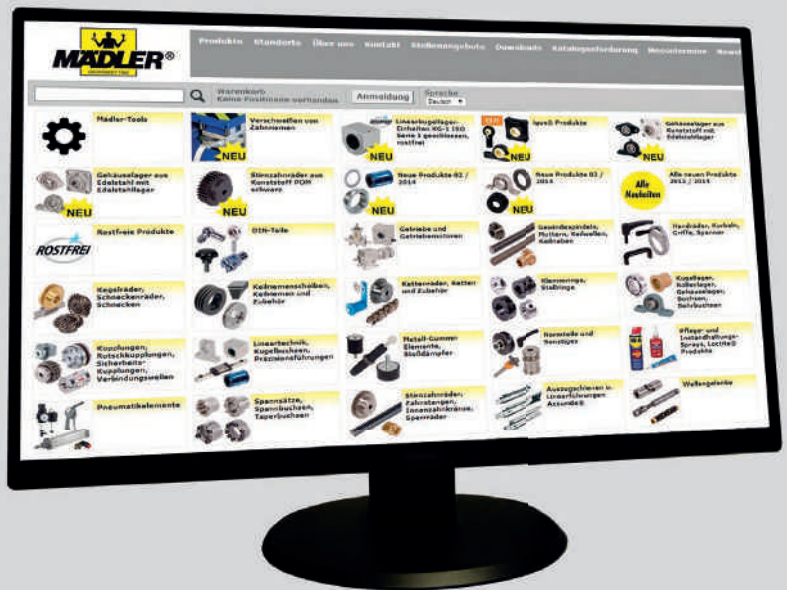 MÄDLER®
Produkte Standorte Über uns Kontakt Stellenangebote Downloads Kataloganforderung Messetermine
Warenkorb
Keine Positionen vorhanden
Anmeldung
Sprache
Deutsch
Mädler-Tools
Verschweißen von
Zahnriemen
NEU
Linearkugellager-
Einheiten KG-1 ISO
Serie 1 geschlossen,
rostfrei
NEU
igus® Produkte
NEU
Gehäuselager aus
Kunststoff mit
Edelstahllager
NEU
Gehäuselager aus
Edelstahl mit
Edelstahllager
NEU
Stirnzahnräder aus
Kunststoff POM
schwarz
NEU
Neue Produkte 02 /
2014
NEU
Neue Produkte 03 /
2014
NEU
Alle
Neuheiten
Alle neuen Produkte
2013 / 2014
ROSTFREI
Rostfreie Produkte
DIN-Teile
Getriebe und
Getriebemotoren
Gewindespindeln,
Muttern, Keilwellen,
Keilnaben
Handräder, Kurbeln,
Griffe, Spanner
Kegelräder,
Schneckenräder,
Schnecken
Keilriemenscheiben,
Keilriemen und
Zubehör
Kettenräder, Ketten
und Zubehör
Klemmringe,
Stellringe
Kugellager,
Rollenlager,
Gehäuselager,
Buchsen,
Bohrbuchsen
Kupplungen,
Rutschkupplungen,
Sicherheits-
Kupplungen,
Verbindungswellen
Lineartechnik,
Kugelbuchsen,
Präzisionsführungen
Metall-Gummi-
Elemente,
Stoßdämpfer
Normteile und
Sonstiges
Pflege- und
Instandhaltungs-
Sprays, Loctite®
Produkte
Pneumatikelemente
Spannsätze,
Spannbuchsen,
Taperbuchsen
Stirnzahnräder,
Zahnstangen,
Innenzahnkränze,
Sperrräder
Auszugschienen u.
Linearführungen
Accuride®
Wellengelenke